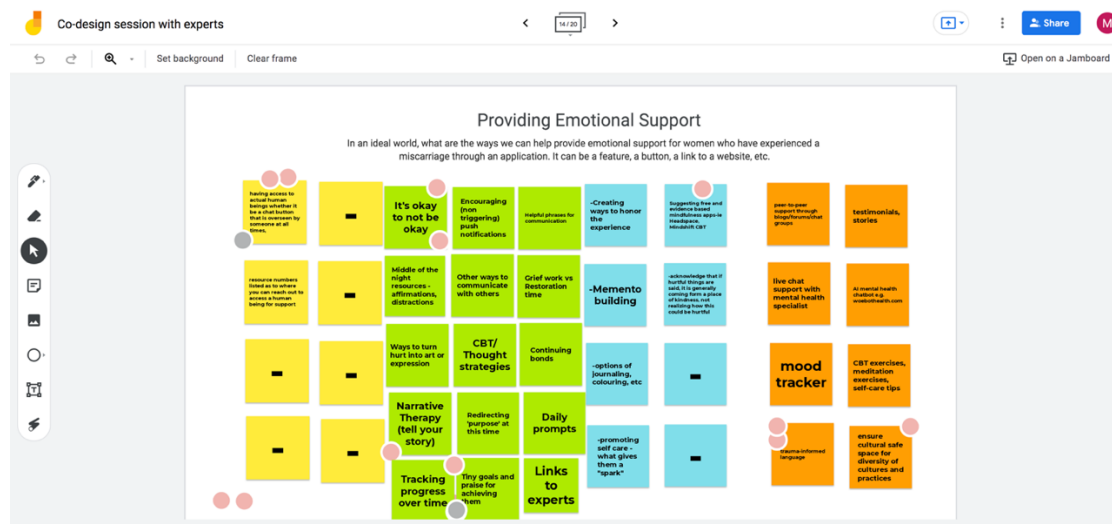 Co-design session with experts
14 / 20
Share
M
Set background
Clear frame
Open on a Jamboard
Providing Emotional Support
In an ideal world, what are the ways we can help provide emotional support for women who have experienced a
miscarriage through an application. It can be a feature, a button, a link to a website, etc.
having access to
actual human
beings whether it
be a chat button
that is overseen by
someone at all
times,
-
It's okay
to not be
okay
Encouraging
(non
triggering)
push
notifications
Helpful phrases for
communication
-Creating
ways to honor
the
experience
Suggesting free and
evidence based
mindfulness apps-ie
Headspace,
Mindshift CBT
peer-to-peer
support through
blogs/forums/chat
groups
testimonials,
stories
resource numbers
listed as to where
you can reach out to
access a human
being for support
-
Middle of the
night
resources -
affirmations,
distractions
Other ways to
communicate
with others
Grief work vs
Restoration
time
-Memento
building
-acknowledge that if
hurtful things are
said, it is generally
coming form a place
of kindness, not
realizing how this
could be hurtful
live chat
support with
mental health
specialist
AI mental health
chatbot e.g.
woebothealth.com
-
-
Ways to turn
hurt into art or
expression
CBT/
Thought
strategies
Continuing
bonds
-options of
journaling,
colouring, etc
-
mood
tracker
CBT exercises,
meditation
exercises,
self-care tips
-
-
Narrative
Therapy
(tell your
story)
Redirecting
'purpose' at
this time
Daily
prompts
-promoting
self care -
what gives
them a
"spark"
-
trauma-informed
language
ensure
cultural safe
space for
diversity of
cultures and
practices
Tracking
progress
over time
Tiny goals and
praise for
achieving
them
Links
to
experts